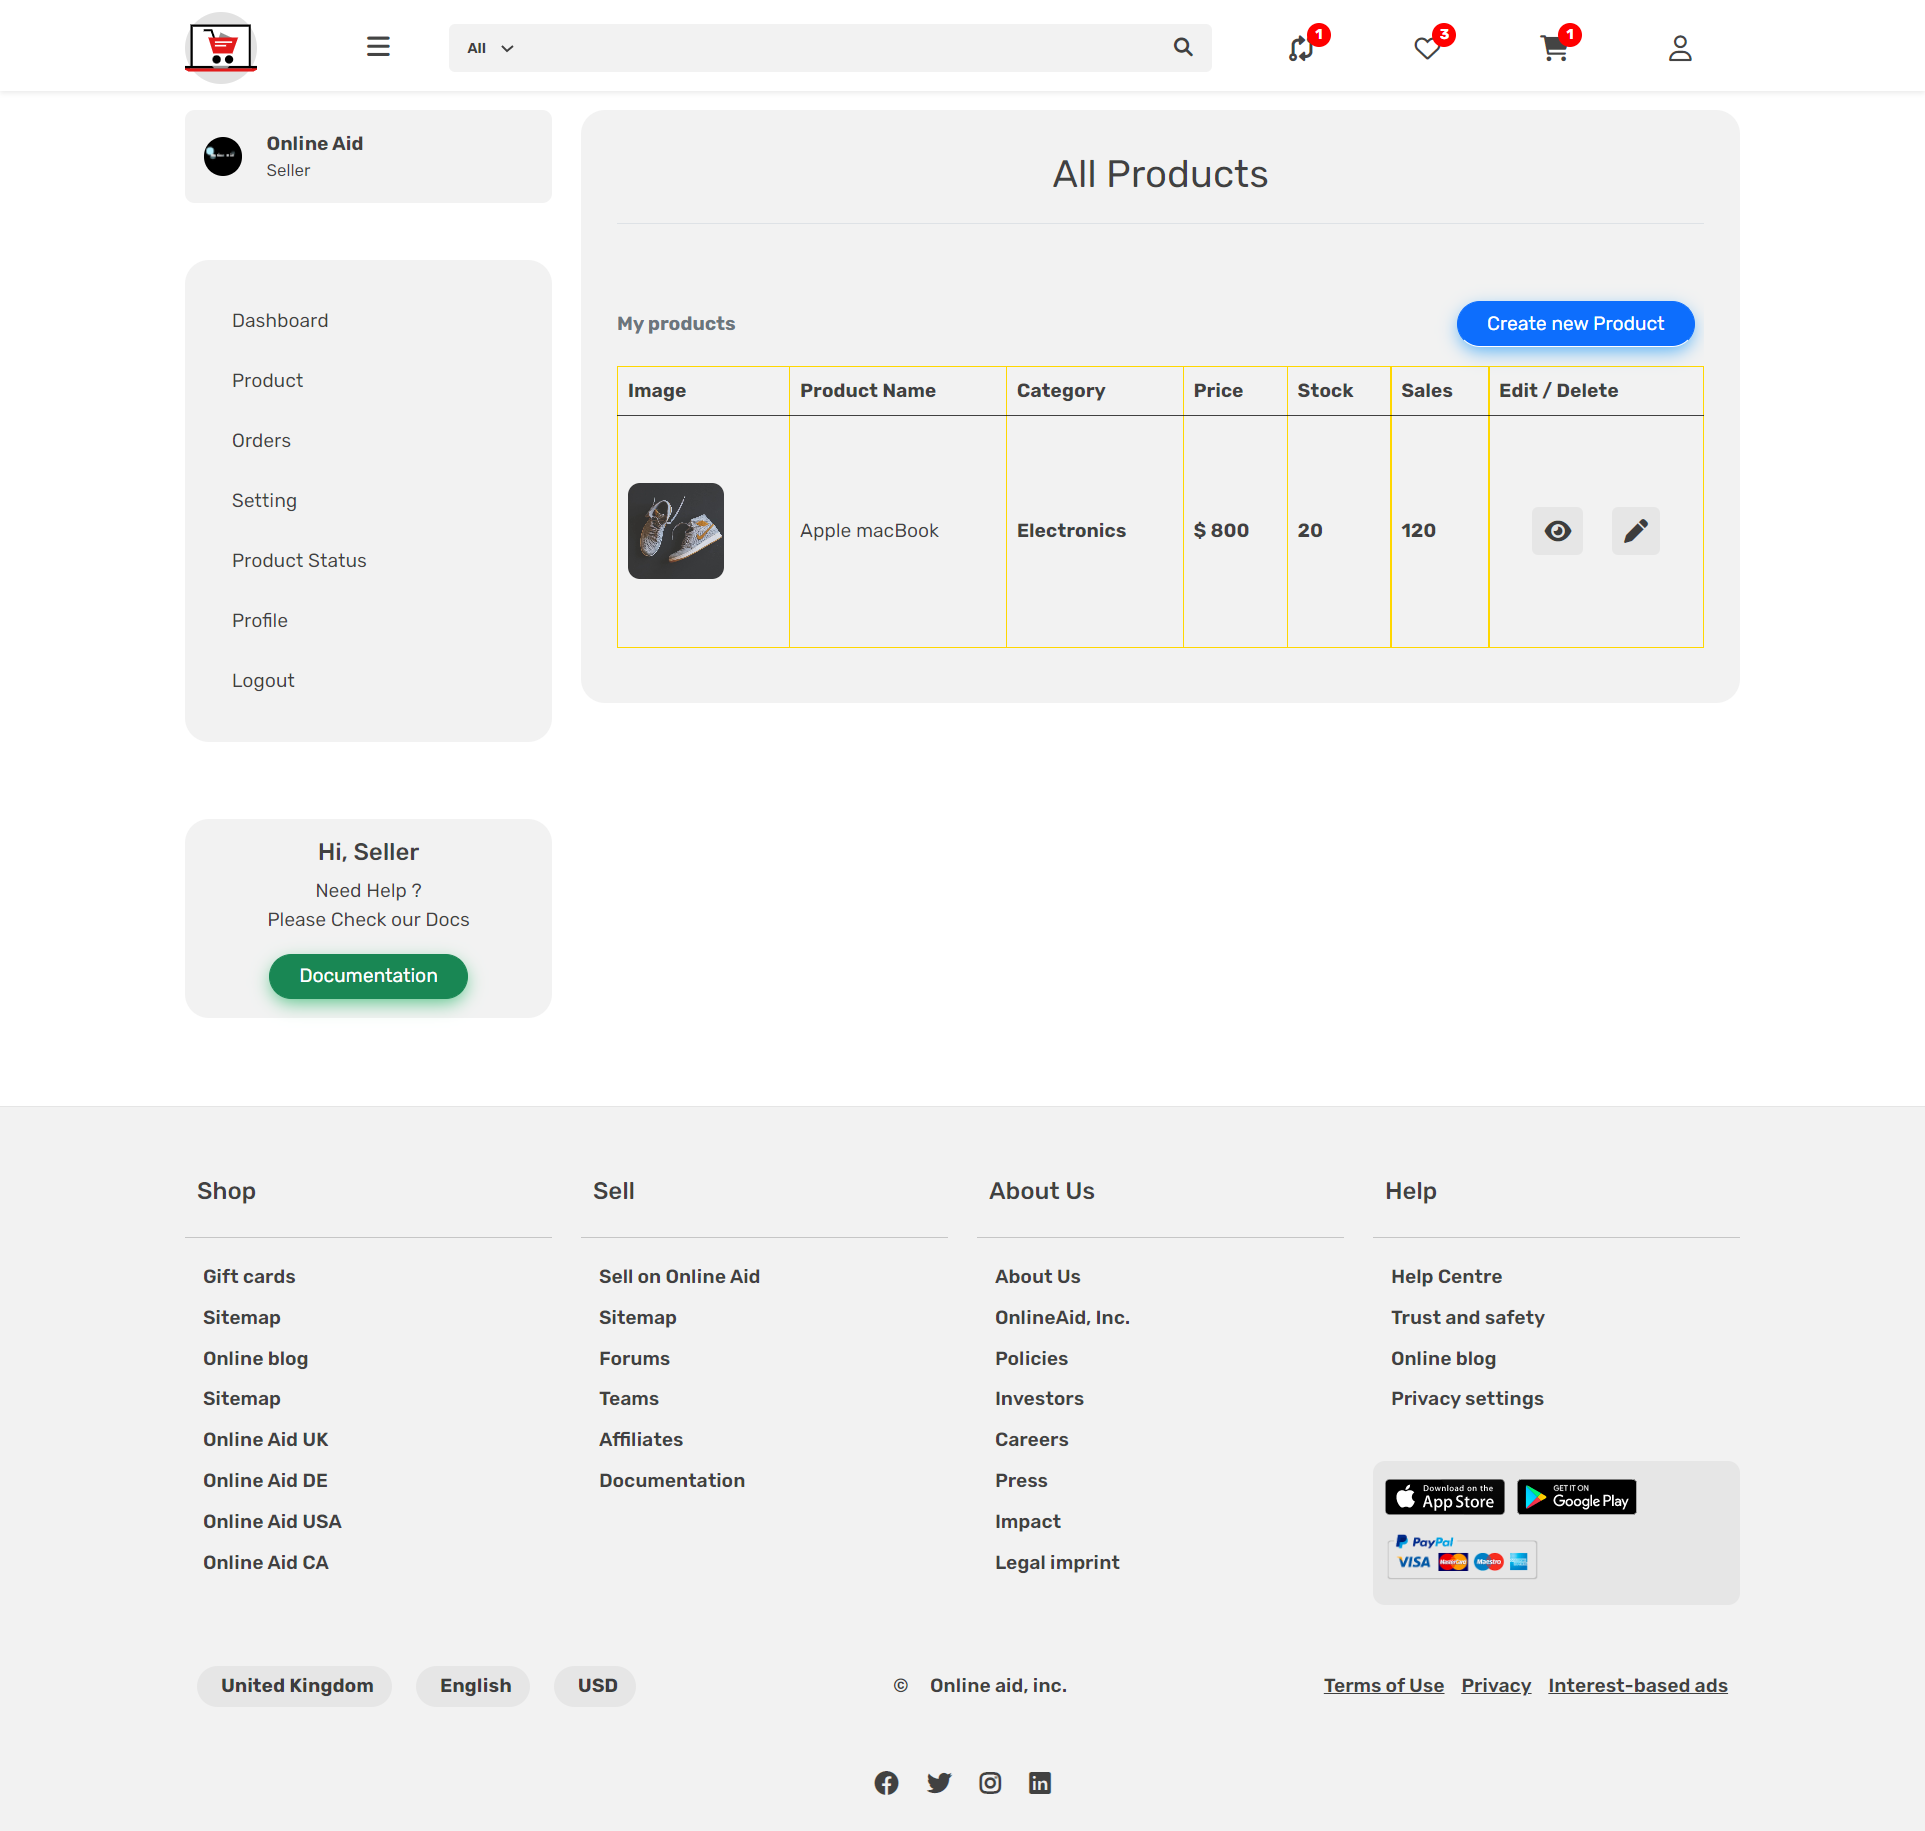 All
1
3
1
Online Aid
Seller
Dashboard
Product
Orders
Setting
Product Status
Profile
Logout
Hi, Seller
Need Help ?
Please Check our Docs
Documentation
All Products
My products
Create new Product
Image Product Name Category Price Stock Sales Edit / Delete
Apple macBook Electronics $ 800 20 120
Shop
Gift cards
Sitemap
Online blog
Sitemap
Online Aid UK
Online Aid DE
Online Aid USA
Online Aid CA
Sell
Sell on Online Aid
Sitemap
Forums
Teams
Affiliates
Documentation
About Us
About Us
OnlineAid, Inc.
Policies
Investors
Careers
Press
Impact
Legal imprint
Help
Help Centre
Trust and safety
Online blog
Privacy settings
Download on the
App Store
GET IT ON
Google Play
PayPal
VISA MasterCard Maestro
United Kingdom English USD
© Online aid, inc.
Terms of Use Privacy Interest-based ads